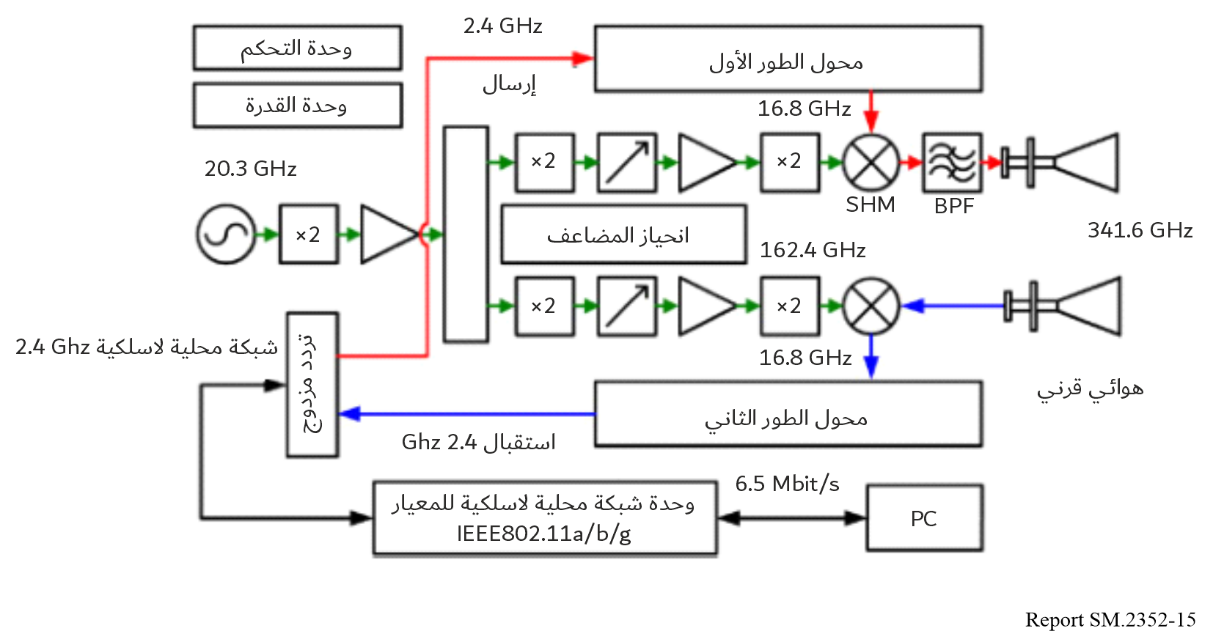 2.4 GHz
وحدة التحكم
محول الطور الأول
إرسال
وحدة القدرة
16.8 GHz
×2
×2
20.3 GHz
SHM
BPF
×2
انحياز المضاعف
341.6 GHz
162.4 GHz
×2
×2
شبكة محلية لاسلكية 2.4 Ghz
تردد مزدوج
16.8 GHz
هوائي قرني
محول الطور الثاني
استقبال 2.4 Ghz
6.5 Mbit/s
وحدة شبكة محلية لاسلكية للمعيار
IEEE802.11a/b/g
PC
Report SM.2352-15